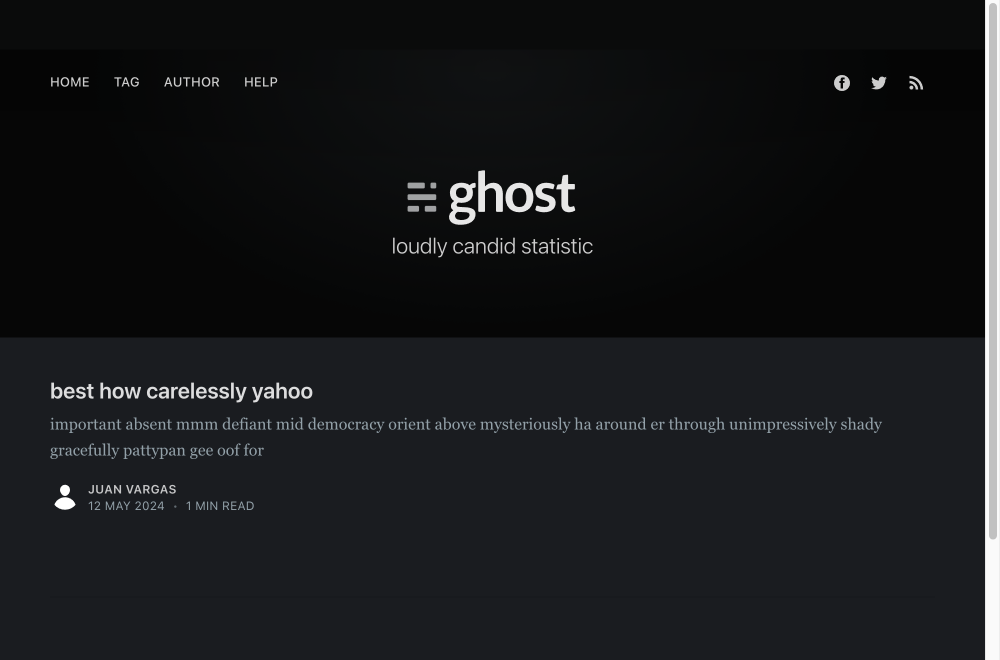 HOME TAG AUTHOR HELP
ghost
loudly candid statistic
best how carelessly yahoo
important absent mmm defiant mid democracy orient above mysteriously ha around er through unimpressively shady
gracefully pattypan gee oof for
JUAN VARGAS
12 MAY 2024 • 1 MIN READ